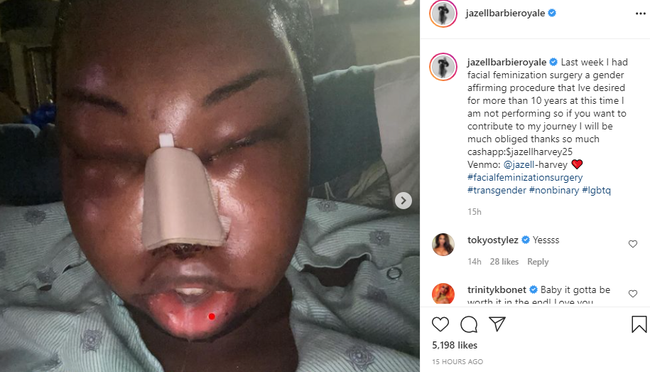 jazellbarbieroyale
jazellbarbieroyale Last week I had
facial feminization surgery a gender
affirming procedure that Ive desired
for more than 10 years at this time I
am not performing so if you want to
contribute to my journey I will be
much obliged thanks so much
cashapp:$jazellharvey25
Venmo: @jazell-harvey ❤️
#facialfeminizationsurgery
#transgender #nonbinary #lgbtq
15h
tokyostylez Yessss
14h 28 likes Reply
trinitykbonet Baby it gotta be
worth it in the end! Love you
5,198 likes
15 HOURS AGO